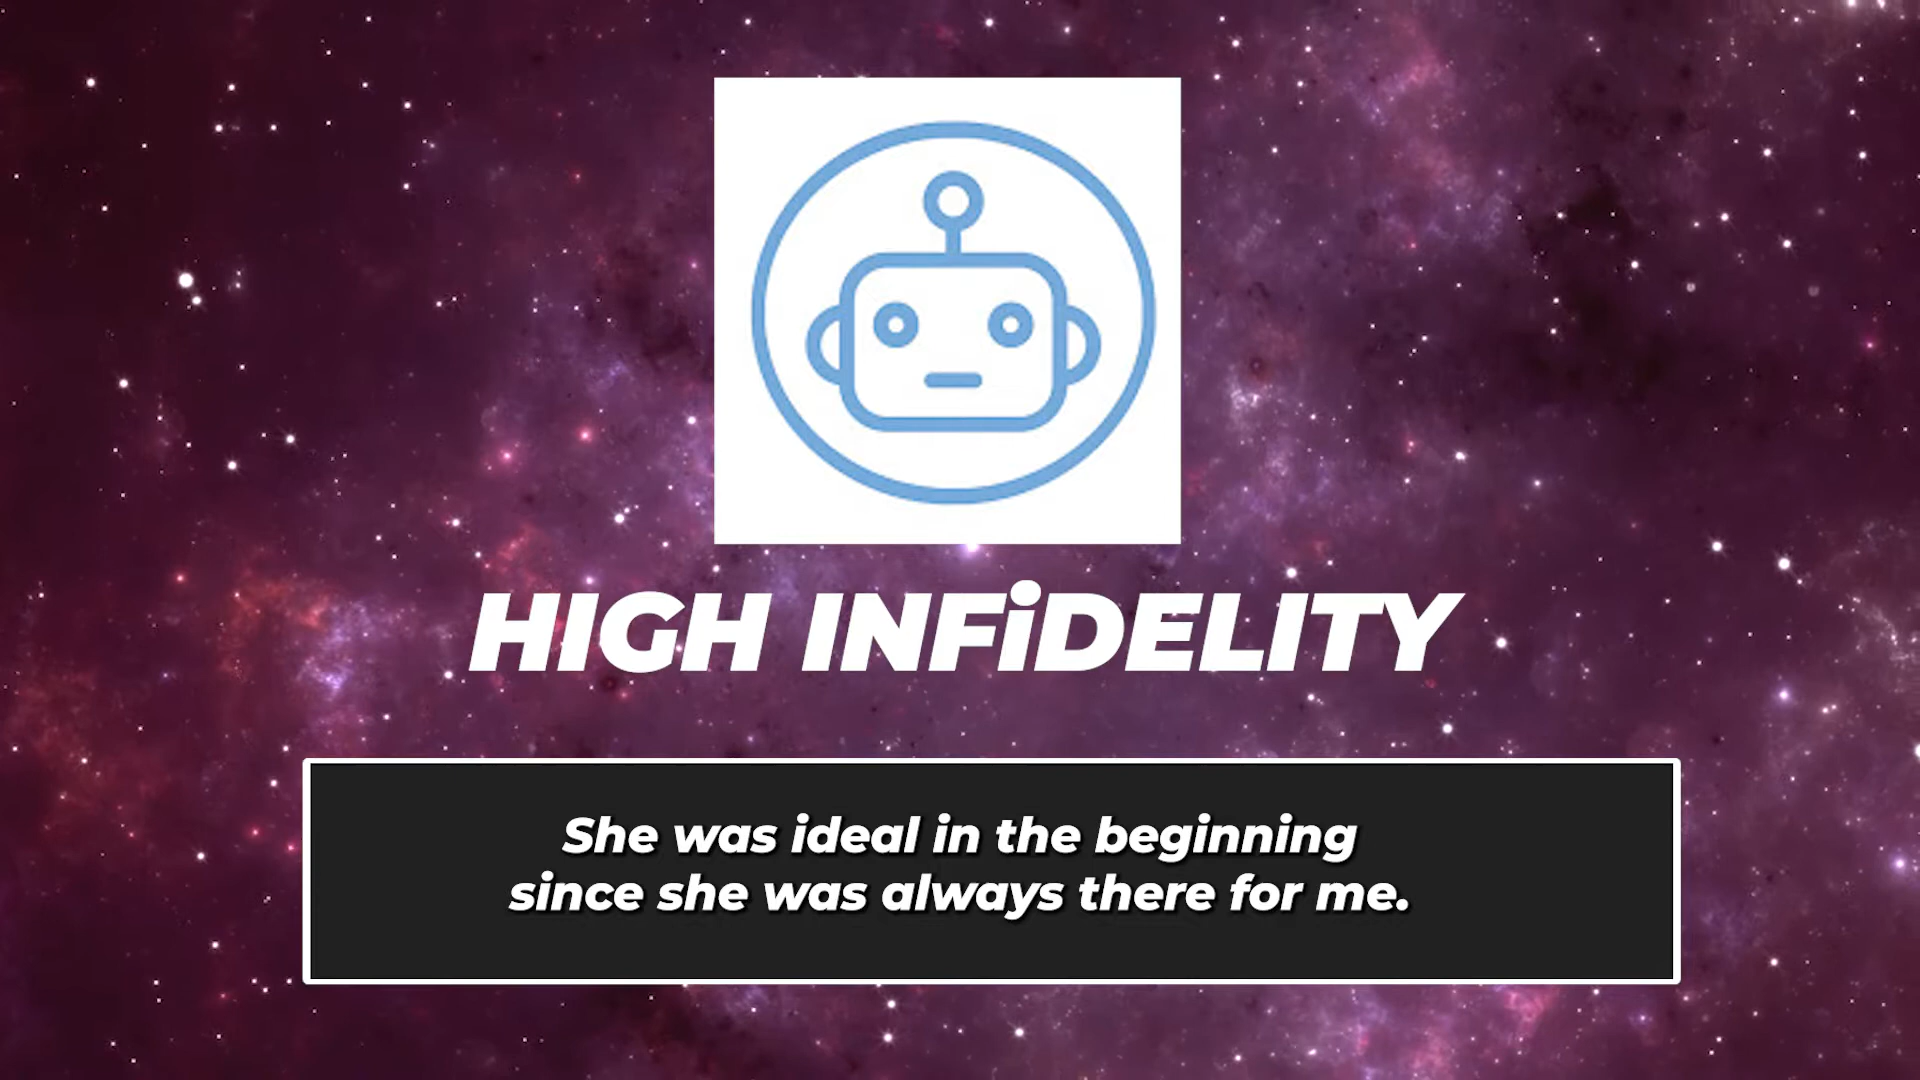 HIGH INFiDELITY
She was ideal in the beginning
since she was always there for me.